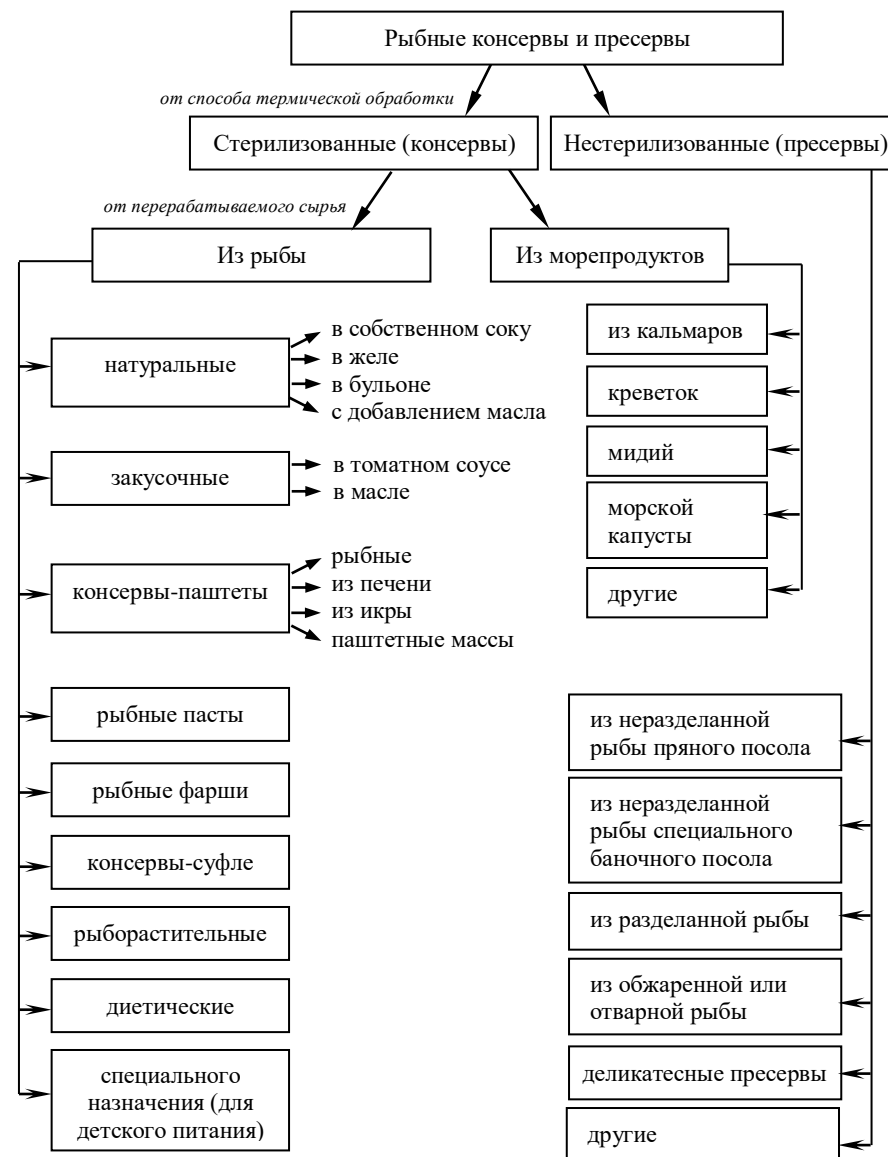 Рыбные консервы и пресервы
от способа термической обработки
Стерилизованные (консервы)
Нестерилизованные (пресервы)
от перерабатываемого сырья
Из рыбы
Из морепродуктов
натуральные
в собственном соку
в желе
в бульоне
с добавлением масла
закусочные
в томатном соусе
в масле
консервы-паштеты
рыбные
из печени
из икры
паштетные массы
рыбные пасты
рыбные фарши
консервы-суфле
рыборастительные
диетические
специального
назначения (для
детского питания)
из кальмаров
креветок
мидий
морской
капусты
другие
из неразделанной
рыбы пряного посола
из неразделанной
рыбы специального
баночного посола
из разделанной рыбы
из обжаренной или
отварной рыбы
деликатесные пресервы
другие